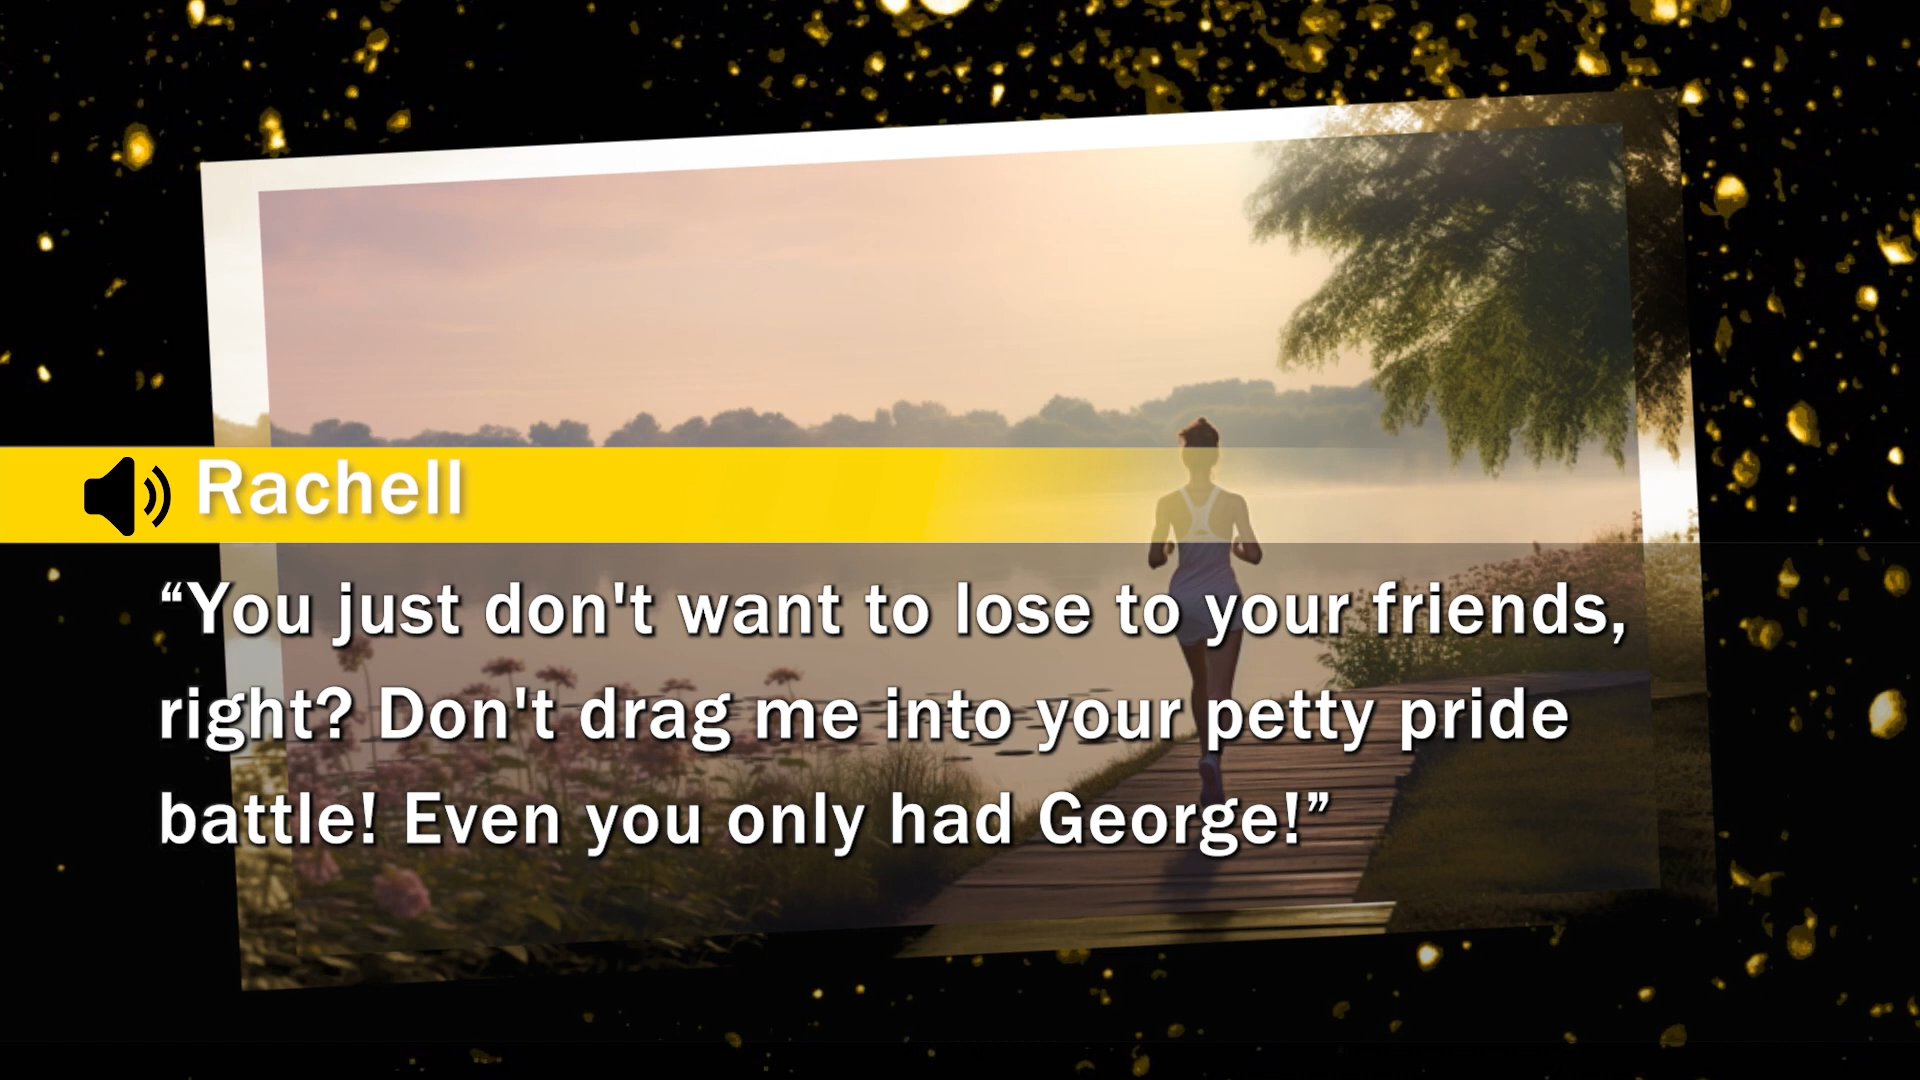 Rachell
“You just don't want to lose to your friends,
right? Don't drag me into your petty pride
battle! Even you only had George!”